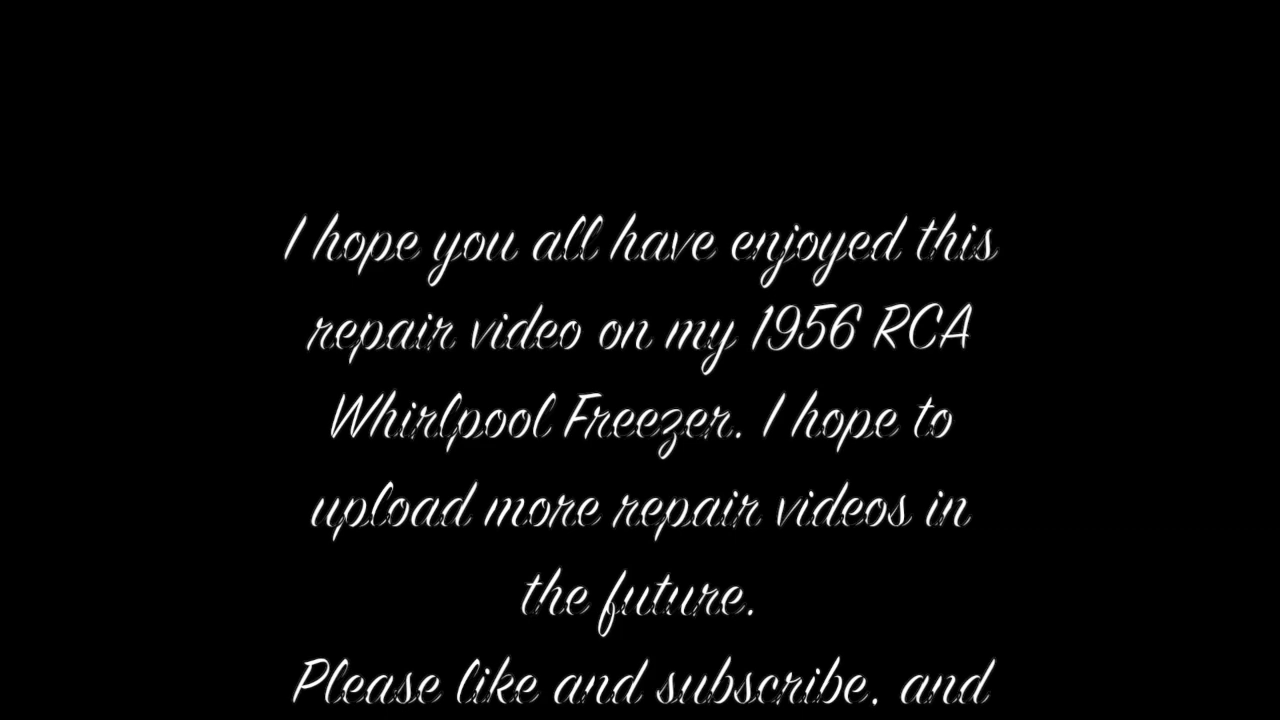 I hope you all have enjoyed this
repair video on my 1956 RCA
Whirlpool Freezer. I hope to
upload more repair videos in
the future.
Please like and subscribe. and